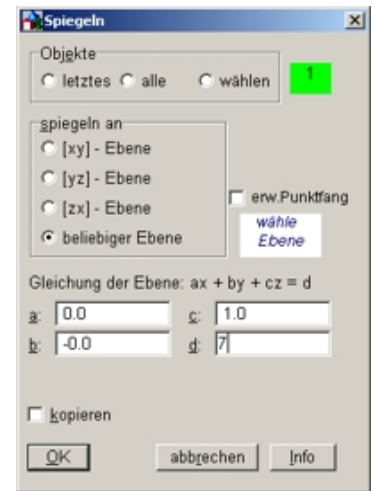 Spiegeln
Objekte
letztes alle wählen 1
spiegeln an
[xy] - Ebene
[yz] - Ebene
[zx] - Ebene
beliebiger Ebene
erw.Punktfang
wähle
Ebene
Gleichung der Ebene: ax + by + cz = d
a: 0.0 c: 1.0
b: -0.0 d: 7
kopieren
OK abbrechen Info